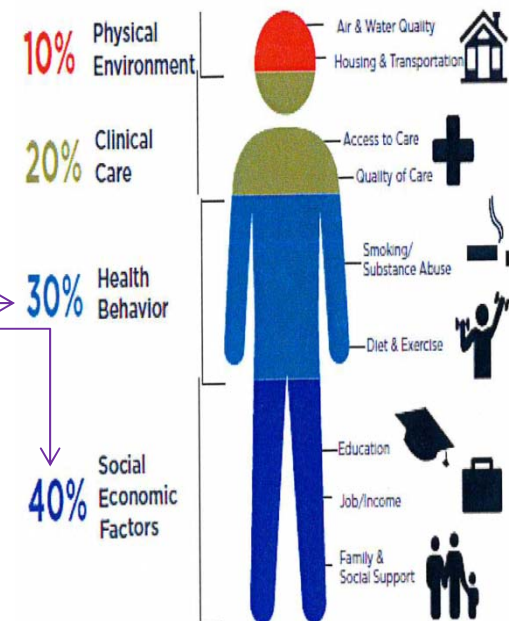 10% Physical
Environment
20% Clinical
Care
30% Health
Behavior
40% Social
Economic
Factors
Air & Water Quality
Housing & Transportation
Access to Care
Quality of Care
Smoking/
Substance Abuse
Diet & Exercise
Education
Job/Income
Family &
Social Support